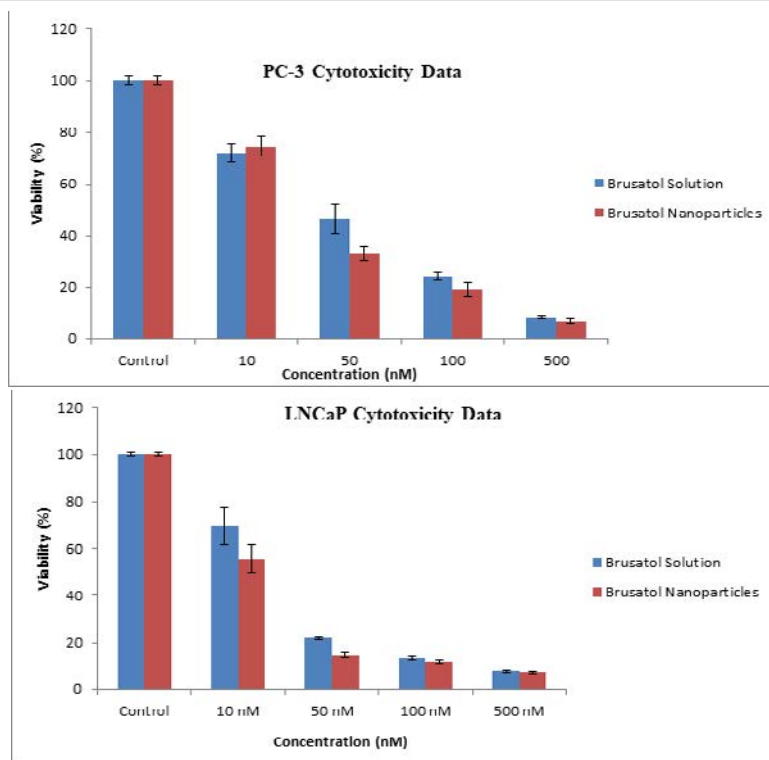 PC-3 Cytotoxicity Data
120
100
80
60
40
20
0
Viability (%)
Control 10 50 100 500
Concentration (nM)
Brusatol Solution
Brusatol Nanoparticles
LNCaP Cytotoxicity Data
120
100
80
60
40
20
0
Viability (%)
Control 10 nM 50 nM 100 nM 500 nM
Concentration (nM)
Brusatol Solution
Brusatol Nanoparticles